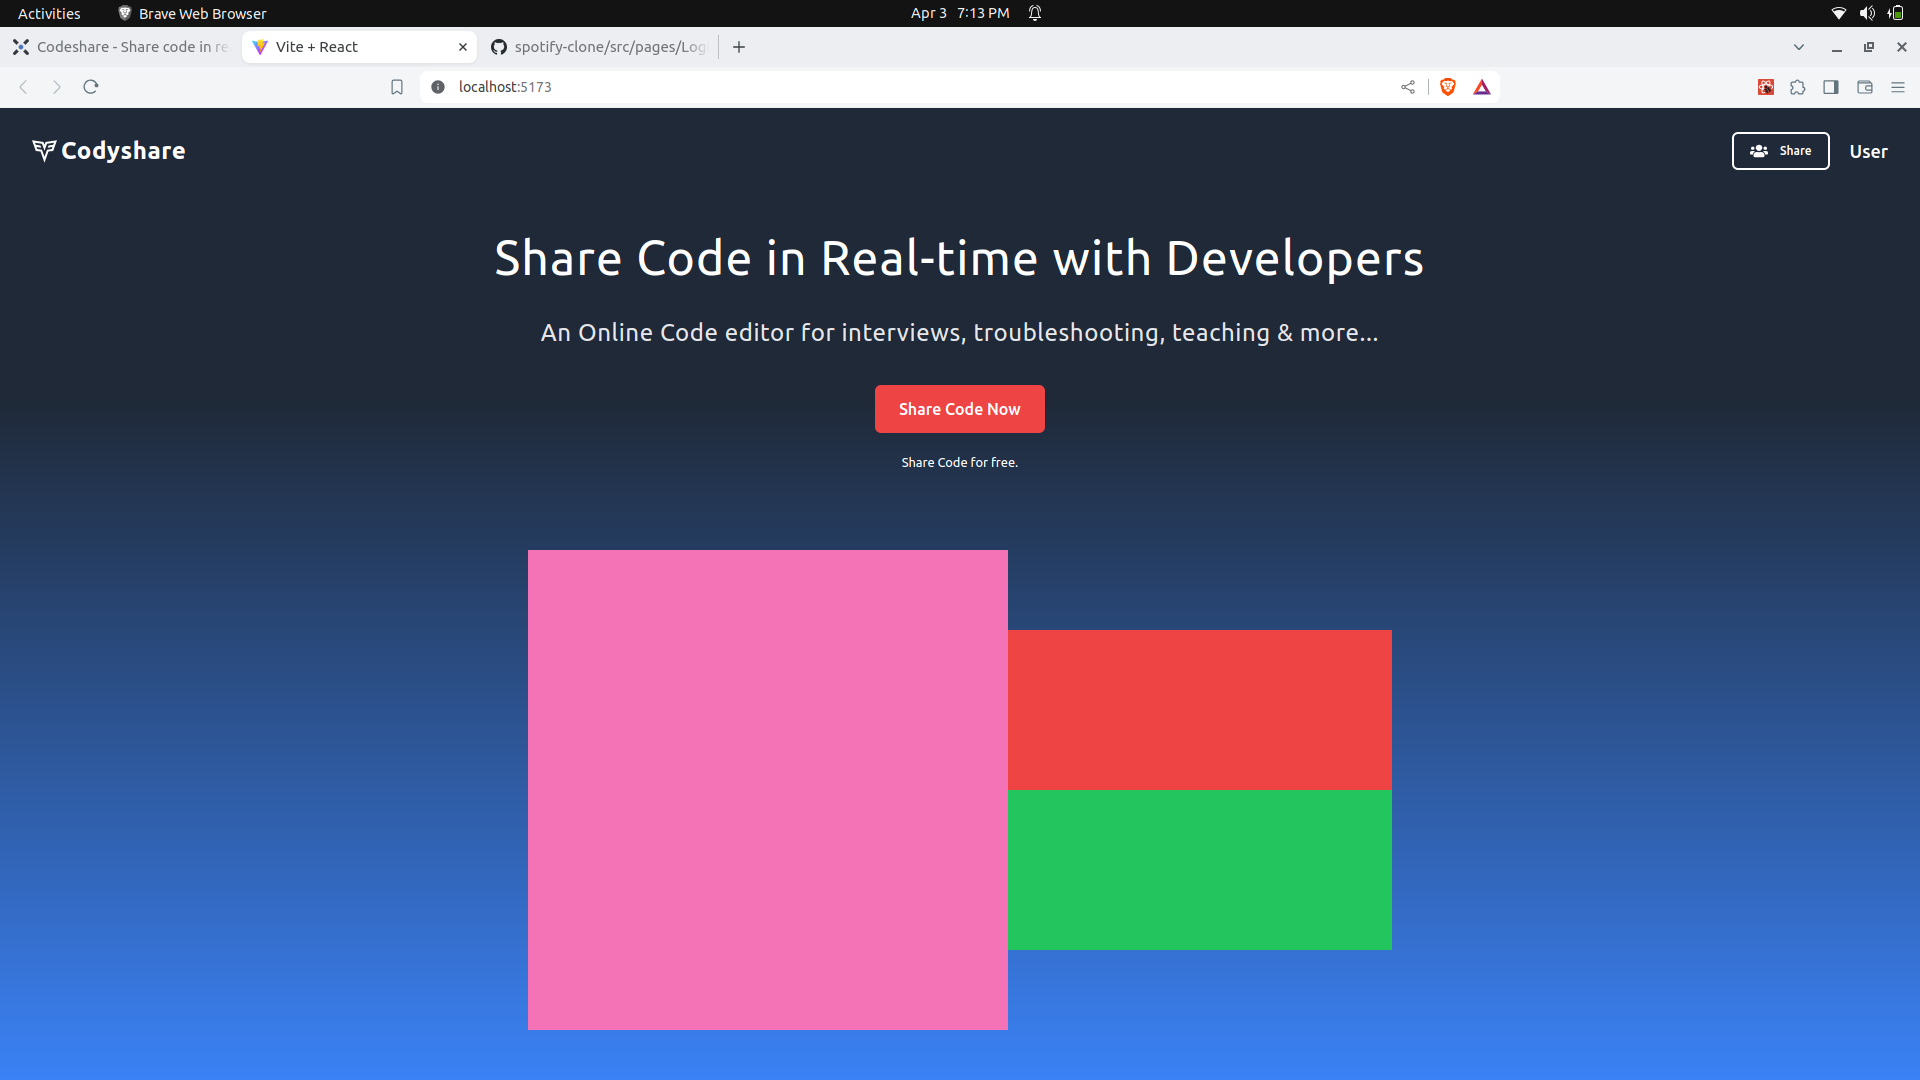 Activities Brave Web Browser Apr 3 7:13 PM
Codeshare - Share code in re Vite + React spotify-clone/src/pages/Log
localhost:5173
Codyshare Share User
Share Code in Real-time with Developers
An Online Code editor for interviews, troubleshooting, teaching & more...
Share Code Now
Share Code for free.